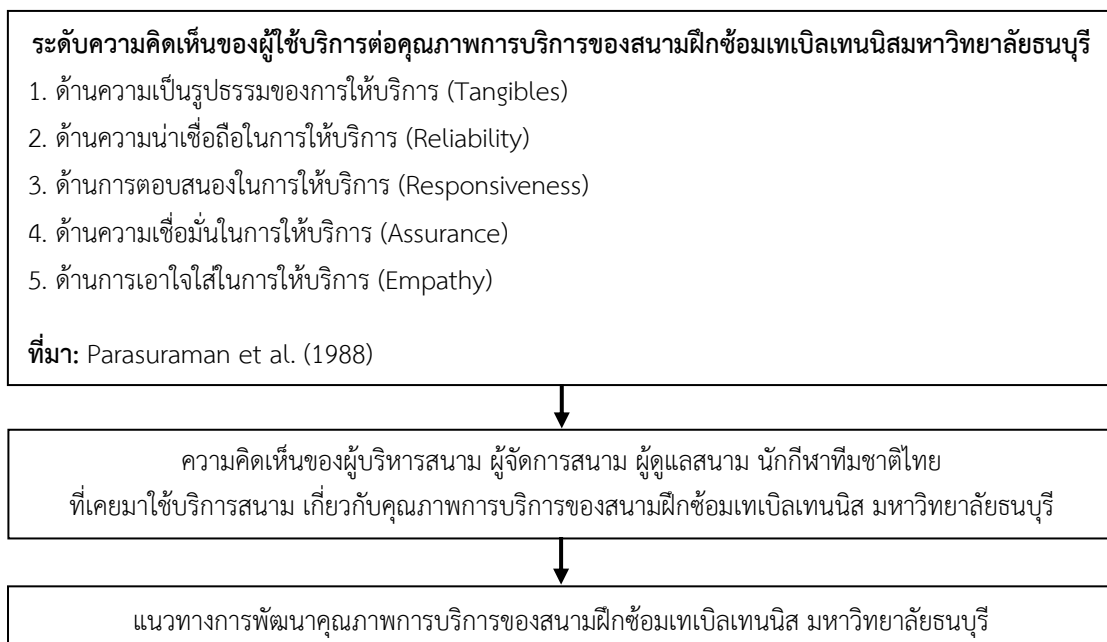 ระดับความคิดเห็นของผู้ใช้บริการต่อคุณภาพการบริการของสนามฝึกซ้อมเทเบิลเทนนิสมหาวิทยาลัยธนบุรี
1. ด้านความเป็นรูปธรรมของการให้บริการ (Tangibles)
2. ด้านความน่าเชื่อถือในการให้บริการ (Reliability)
3. ด้านการตอบสนองในการให้บริการ (Responsiveness)
4. ด้านความเชื่อมั่นในการให้บริการ (Assurance)
5. ด้านการเอาใจใส่ในการให้บริการ (Empathy)
ที่มา: Parasuraman et al. (1988)
ความคิดเห็นของผู้บริหารสนาม ผู้จัดการสนาม ผู้ดูแลสนาม นักกีฬาทีมชาติไทย
ที่เคยมาใช้บริการสนาม เกี่ยวกับคุณภาพการบริการของสนามฝึกซ้อมเทเบิลเทนนิส มหาวิทยาลัยธนบุรี
แนวทางการพัฒนาคุณภาพการบริการของสนามฝึกซ้อมเทเบิลเทนนิส มหาวิทยาลัยธนบุรี